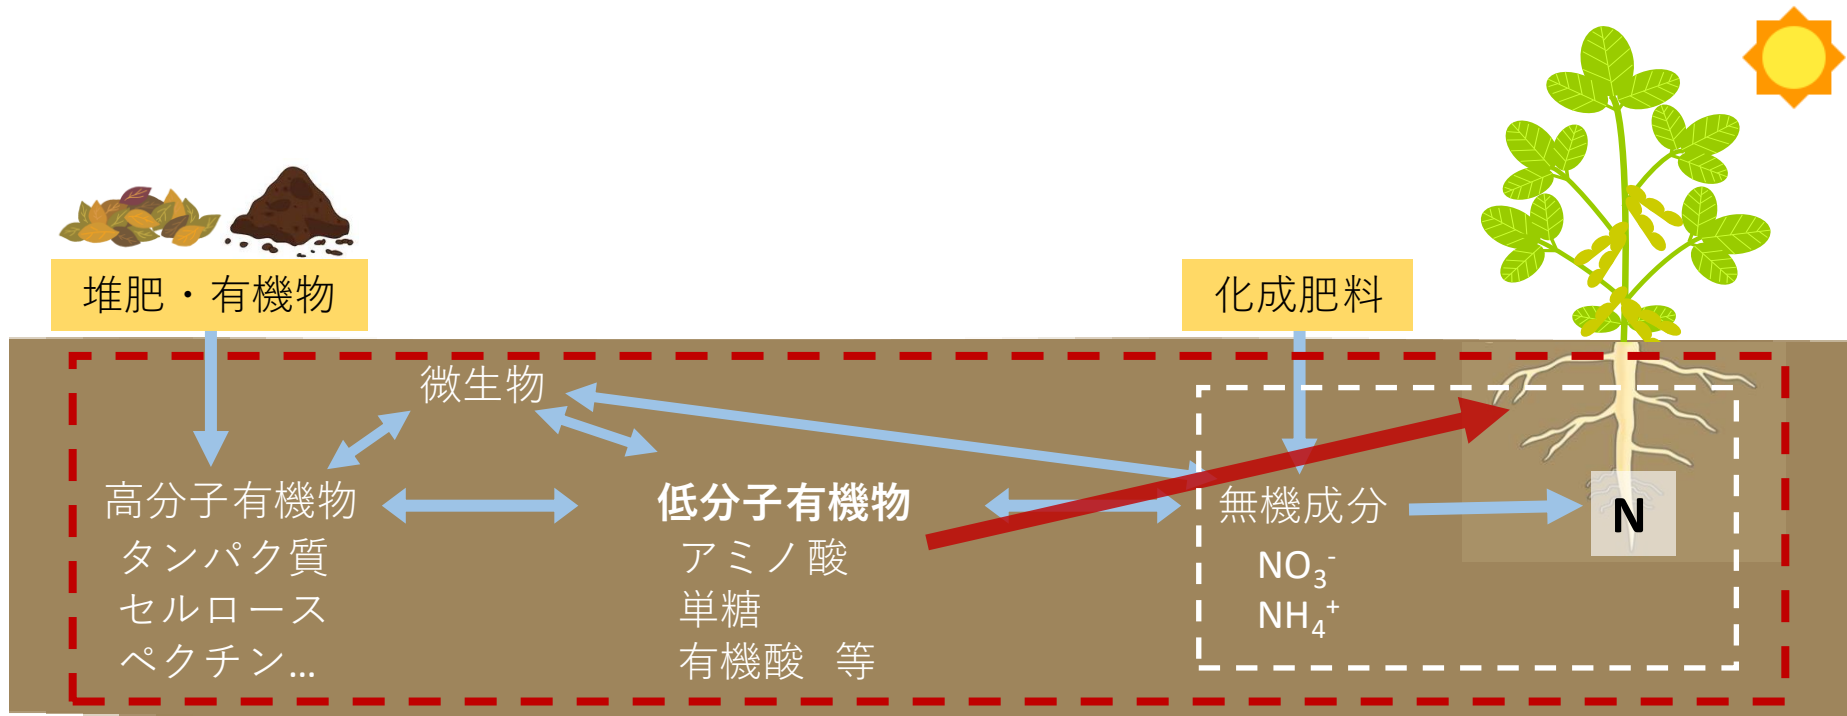 堆肥・有機物
化成肥料
微生物
高分子有機物
タンパク質
セルロース
ペクチン…
低分子有機物
アミノ酸
単糖
有機酸　等
無機成分
NO₃⁻
NH₄⁺
N